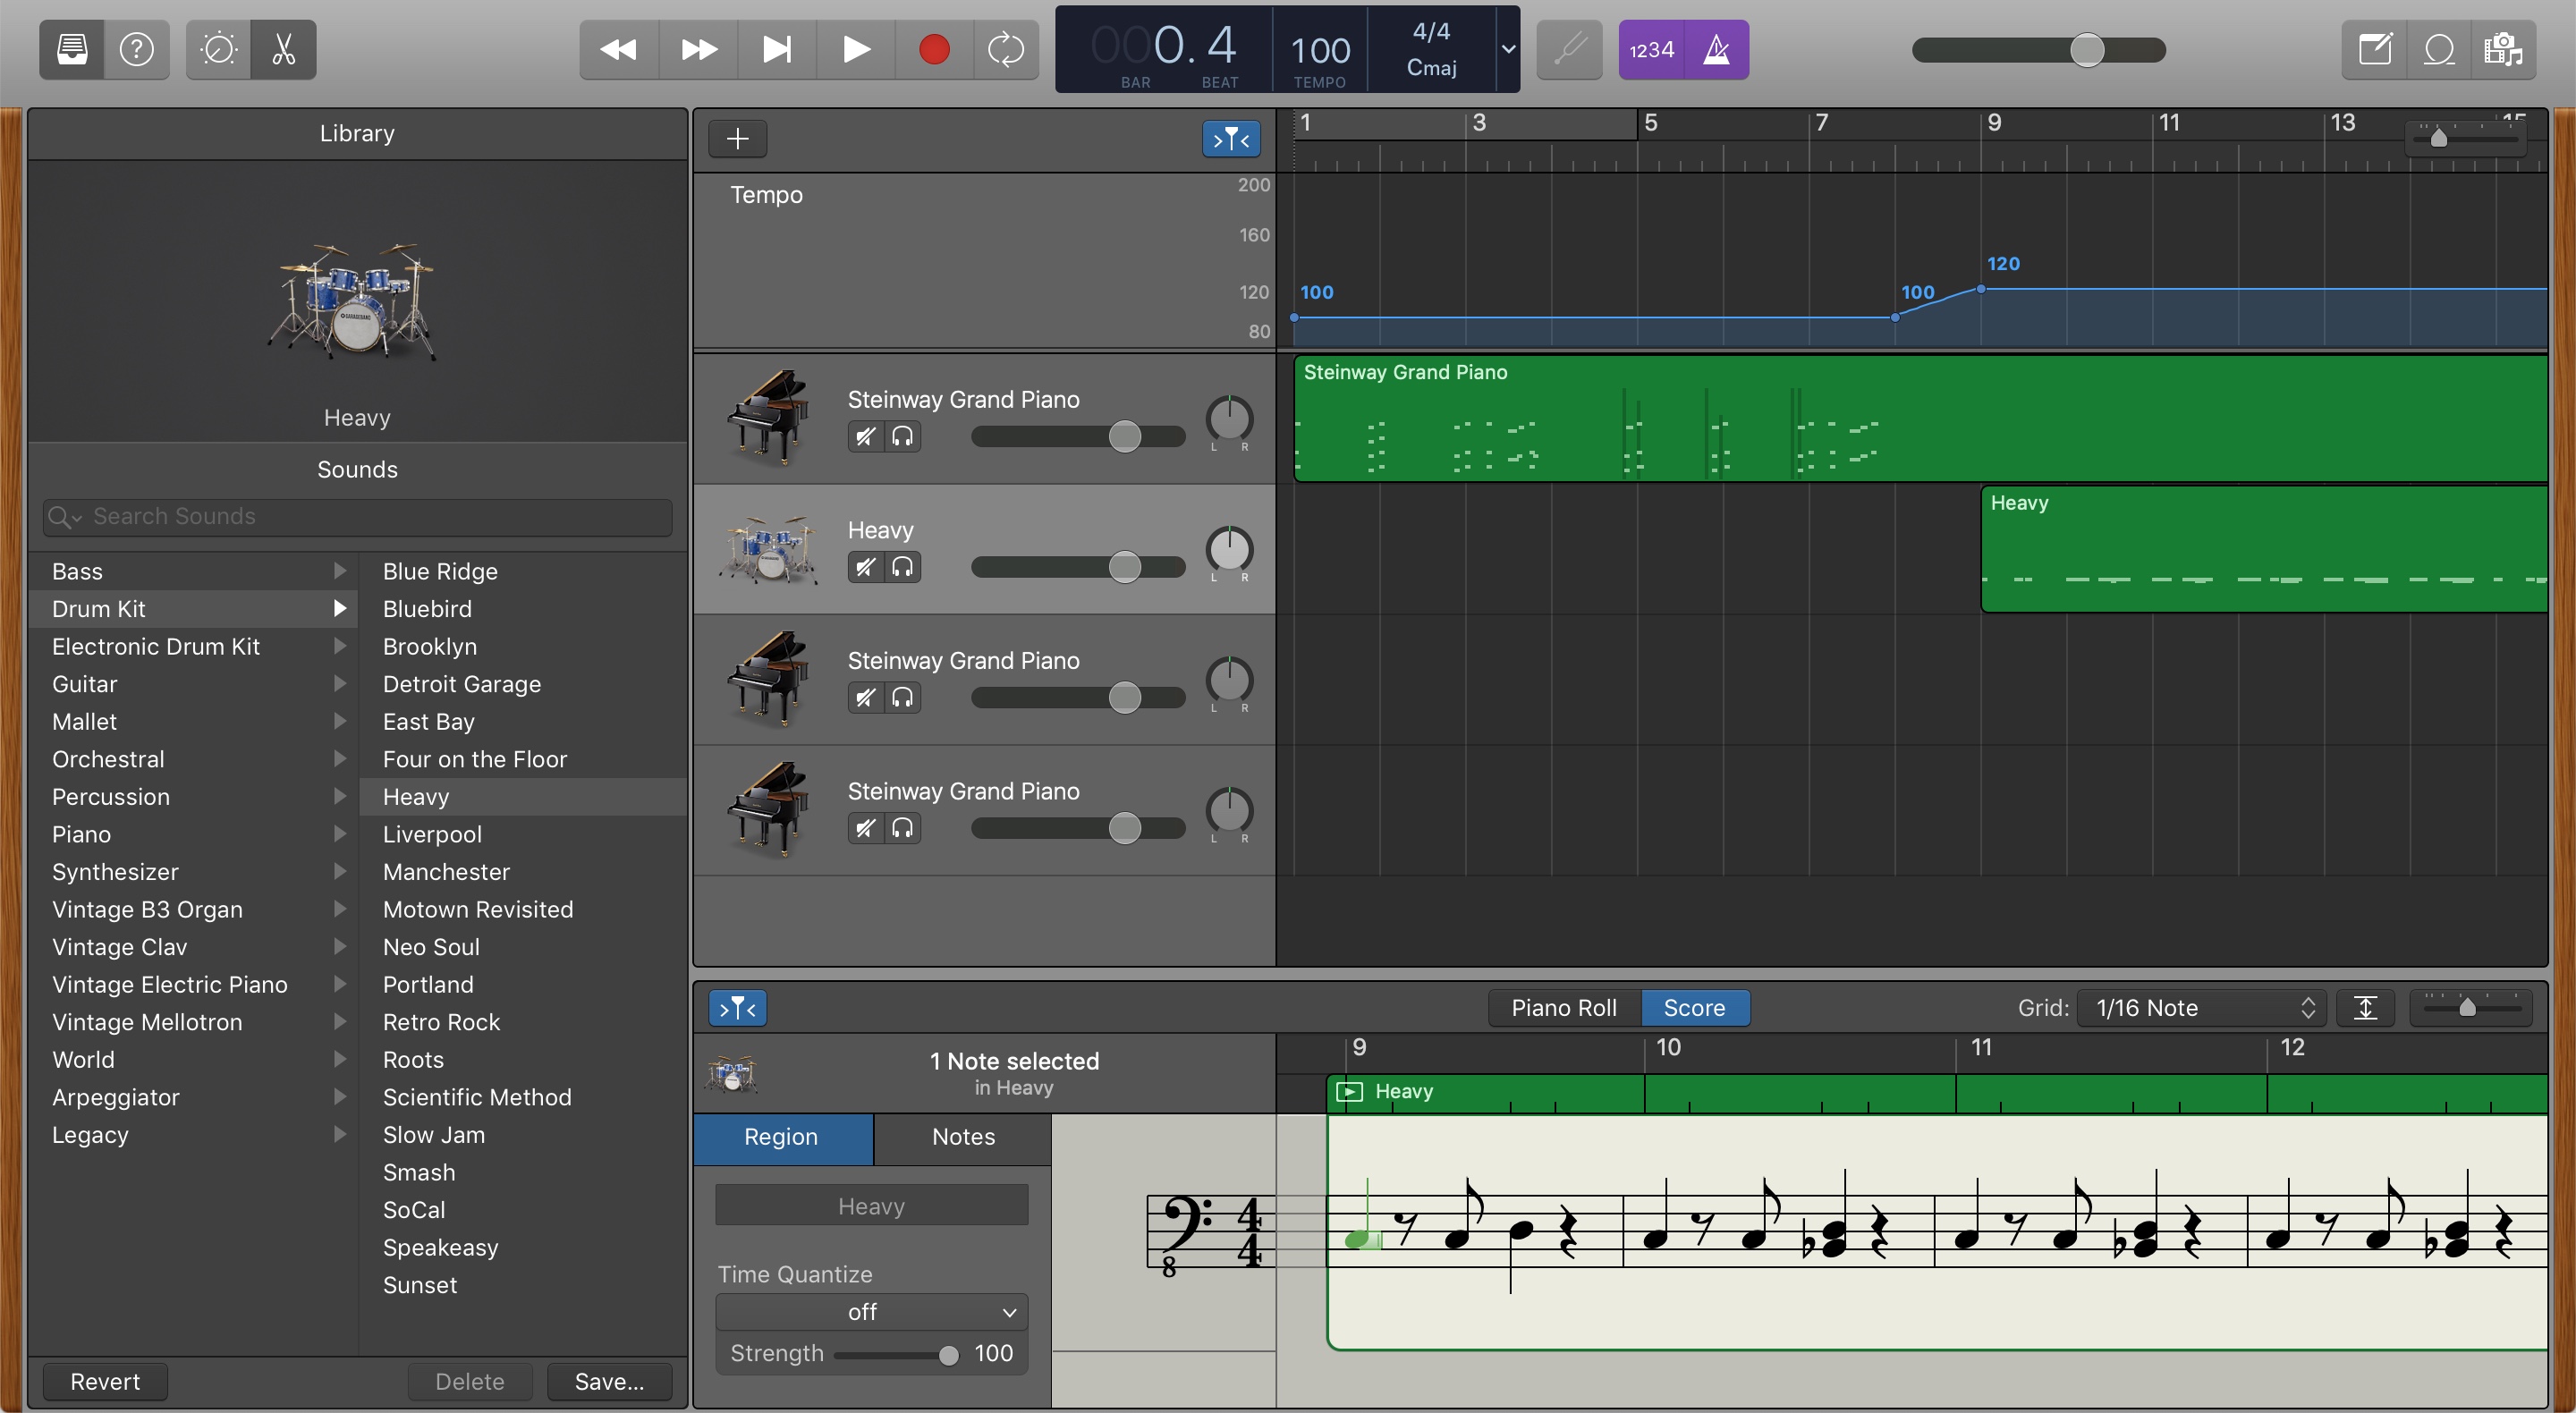 000. 4
BAR
BEAT
100
TEMPO
4/4
Cmaj
1234
Library
Heavy
Sounds
Search Sounds
Bass
Drum Kit
Electronic Drum Kit
Guitar
Mallet
Orchestral
Percussion
Piano
Synthesizer
Vintage B3 Organ
Vintage Clav
Vintage Electric Piano
Vintage Mellotron
World
Arpeggiator
Legacy
Blue Ridge
Bluebird
Brooklyn
Detroit Garage
East Bay
Four on the Floor
Heavy
Liverpool
Manchester
Motown Revisited
Neo Soul
Portland
Retro Rock
Roots
Scientific Method
Slow Jam
Smash
SoCal
Speakeasy
Sunset
Revert
Delete
Save...
1 3 5 7 9 11 13 15
Tempo
200
160
120
80
100
100
120
Steinway Grand Piano
L R
Steinway Grand Piano
Heavy
L R
Heavy
Steinway Grand Piano
L R
Steinway Grand Piano
L R
Piano Roll
Score
Grid:
1/16 Note
1 Note selected
in Heavy
9 10 11 12
Heavy
Region
Notes
Heavy
Time Quantize
off
Strength
100
4
4
8